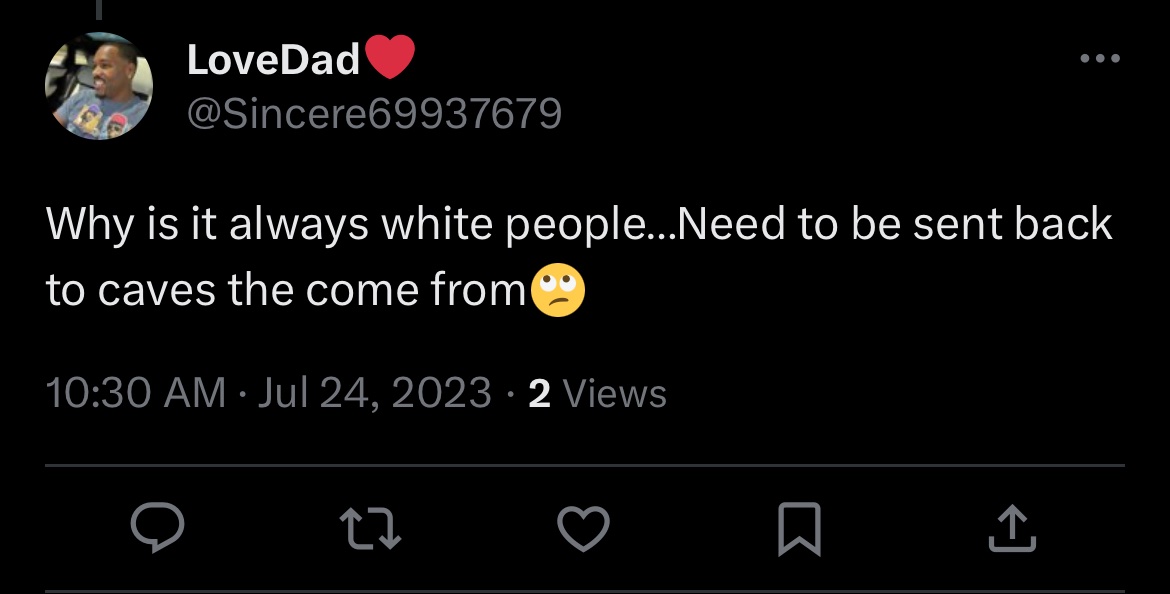 LoveDad❤️
@Sincere69937679
Why is it always white people...Need to be sent back
to caves the come from🙄
10:30 AM · Jul 24, 2023 · 2 Views